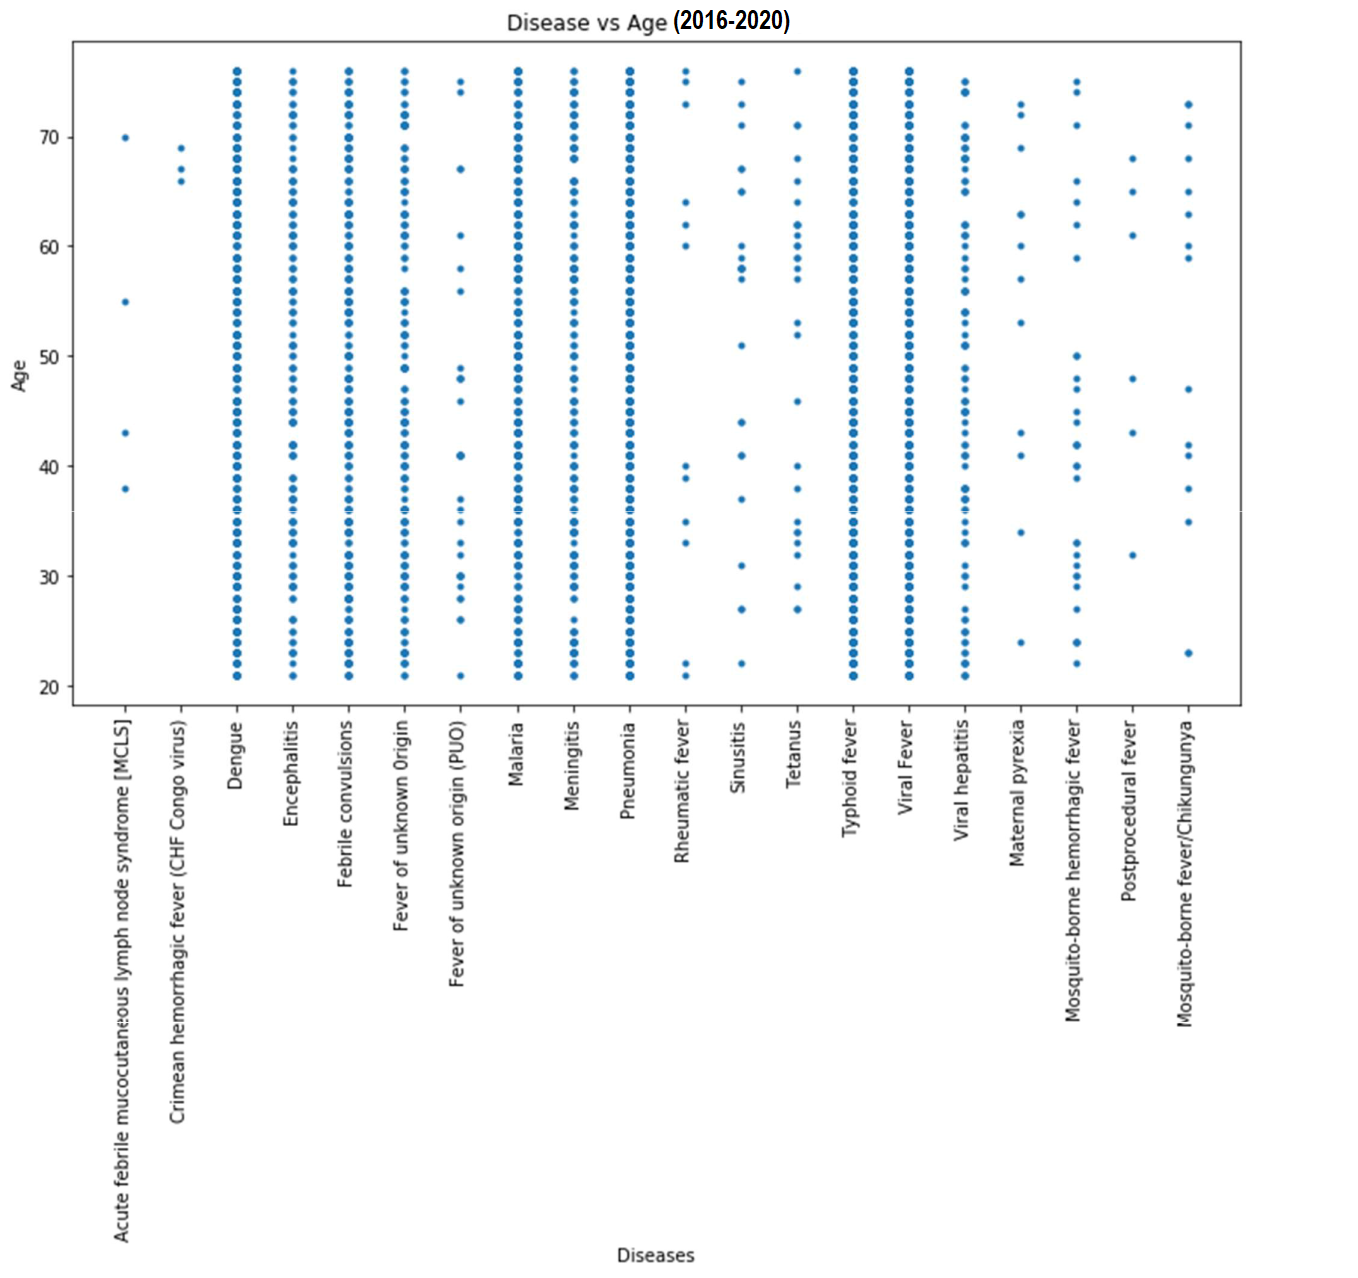 Disease vs Age (2016-2020)
Age
70
60
50
40
30
20
Acute febrile mucocutaneous lymph node syndrome [MCLS]
Crimean hemorrhagic fever (CHF Congo virus)
Dengue
Encephalitis
Febrile convulsions
Fever of unknown 0rigin
Fever of unknown origin (PUO)
Malaria
Meningitis
Pneumonia
Rheumatic fever
Sinusitis
Tetanus
Typhoid fever
Viral Fever
Viral hepatitis
Maternal pyrexia
Mosquito-borne hemorrhagic fever
Postprocedural fever
Mosquito-borne fever/Chikungunya
Diseases